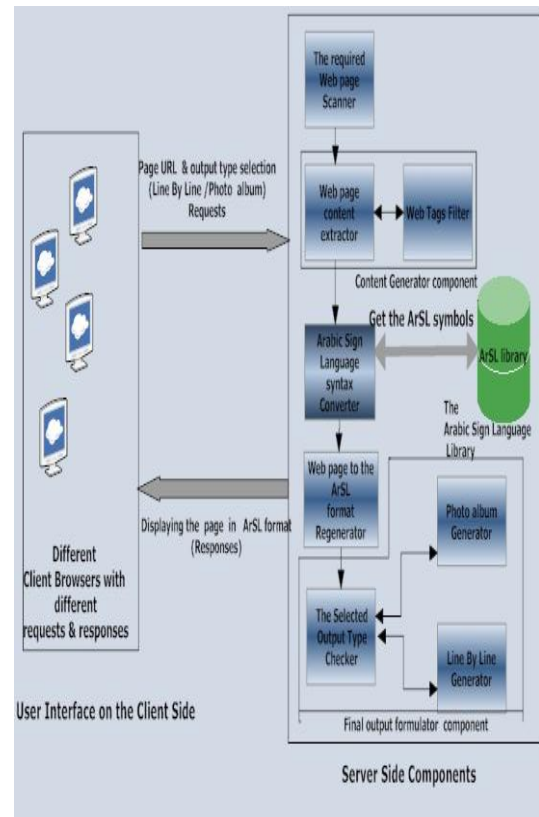 Page URL & output type selection
(Line By Line /Photo album)
Requests
Displaying the page in ArSL format
(Responses)
Different
Client Browsers with
different
requests & responses
User Interface on the Client Side
The required
Web page
Scanner
Web page
content
extractor
Web Tags Filter
Content Generator component
Get the ArSL symbols
Arabic Sign
Language
syntax
Converter
ArSL library
The
Arabic Sign Language
Library
Web page to the
ArSL
format
Regenerator
Photo album
Generator
The Selected
Output Type
Checker
Line By Line
Generator
Final output formulator component
Server Side Components